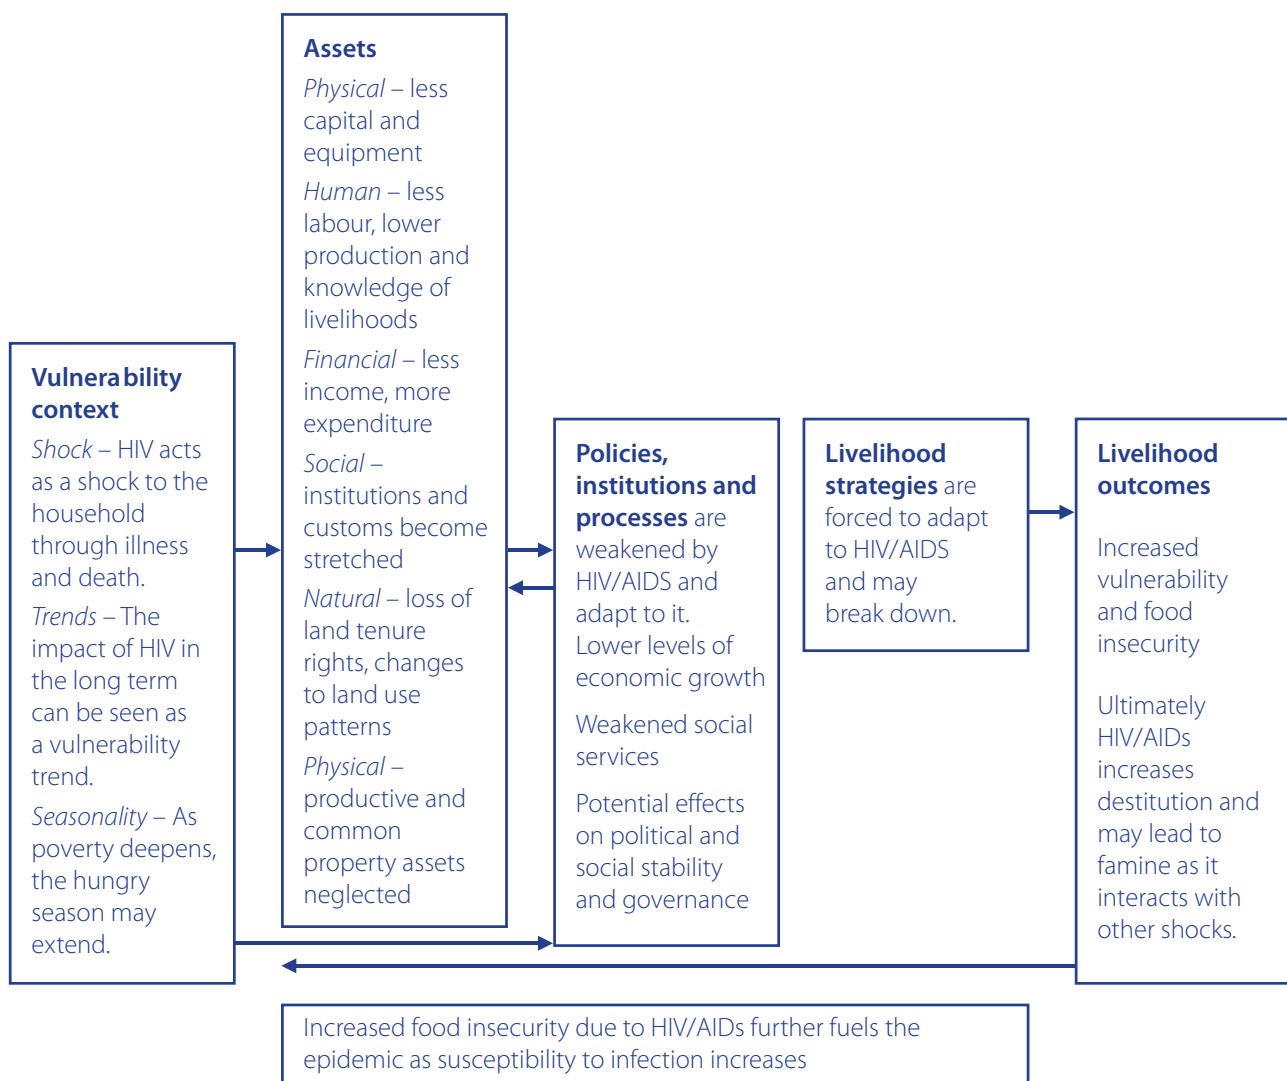 Vulnerability
context
Shock – HIV acts
as a shock to the
household
through illness
and death.
Trends – The
impact of HIV in
the long term
can be seen as
a vulnerability
trend.
Seasonality – As
poverty deepens,
the hungry
season may
extend.
Assets
Physical – less
capital and
equipment
Human – less
labour, lower
production and
knowledge of
livelihoods
Financial – less
income, more
expenditure
Social –
institutions and
customs become
stretched
Natural – loss of
land tenure
rights, changes
to land use
patterns
Physical –
productive and
common
property assets
neglected
Policies,
institutions and
processes are
weakened by
HIV/AIDS and
adapt to it.
Lower levels of
economic growth
Weakened social
services
Potential effects
on political and
social stability
and governance
Livelihood
strategies are
forced to adapt
to HIV/AIDS
and may
break down.
Livelihood
outcomes
Increased
vulnerability
and food
insecurity
Ultimately
HIV/AIDs
increases
destitution and
may lead to
famine as it
interacts with
other shocks.
Increased food insecurity due to HIV/AIDs further fuels the
epidemic as susceptibility to infection increases